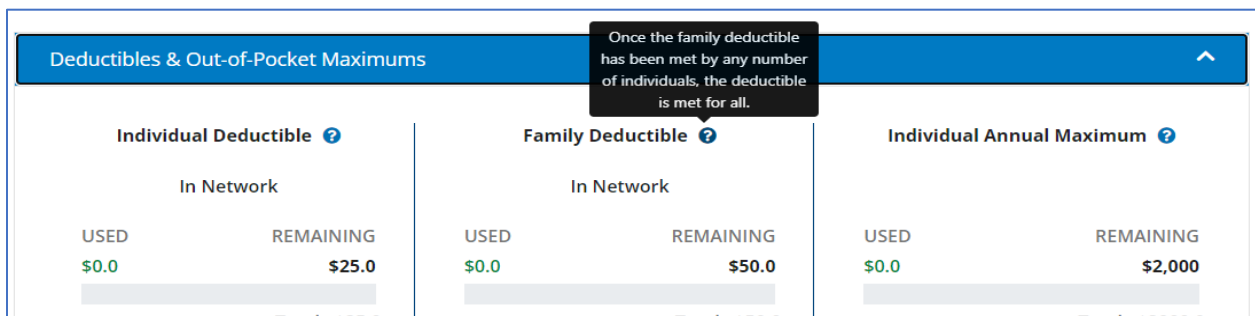 Once the family deductible
has been met by any number
of individuals, the deductible
is met for all.
Deductibles & Out-of-Pocket Maximums
Individual Deductible
Family Deductible
Individual Annual Maximum
In Network
In Network
USED REMAINING
$0.0 $25.0
USED REMAINING
$0.0 $50.0
USED REMAINING
$0.0 $2,000